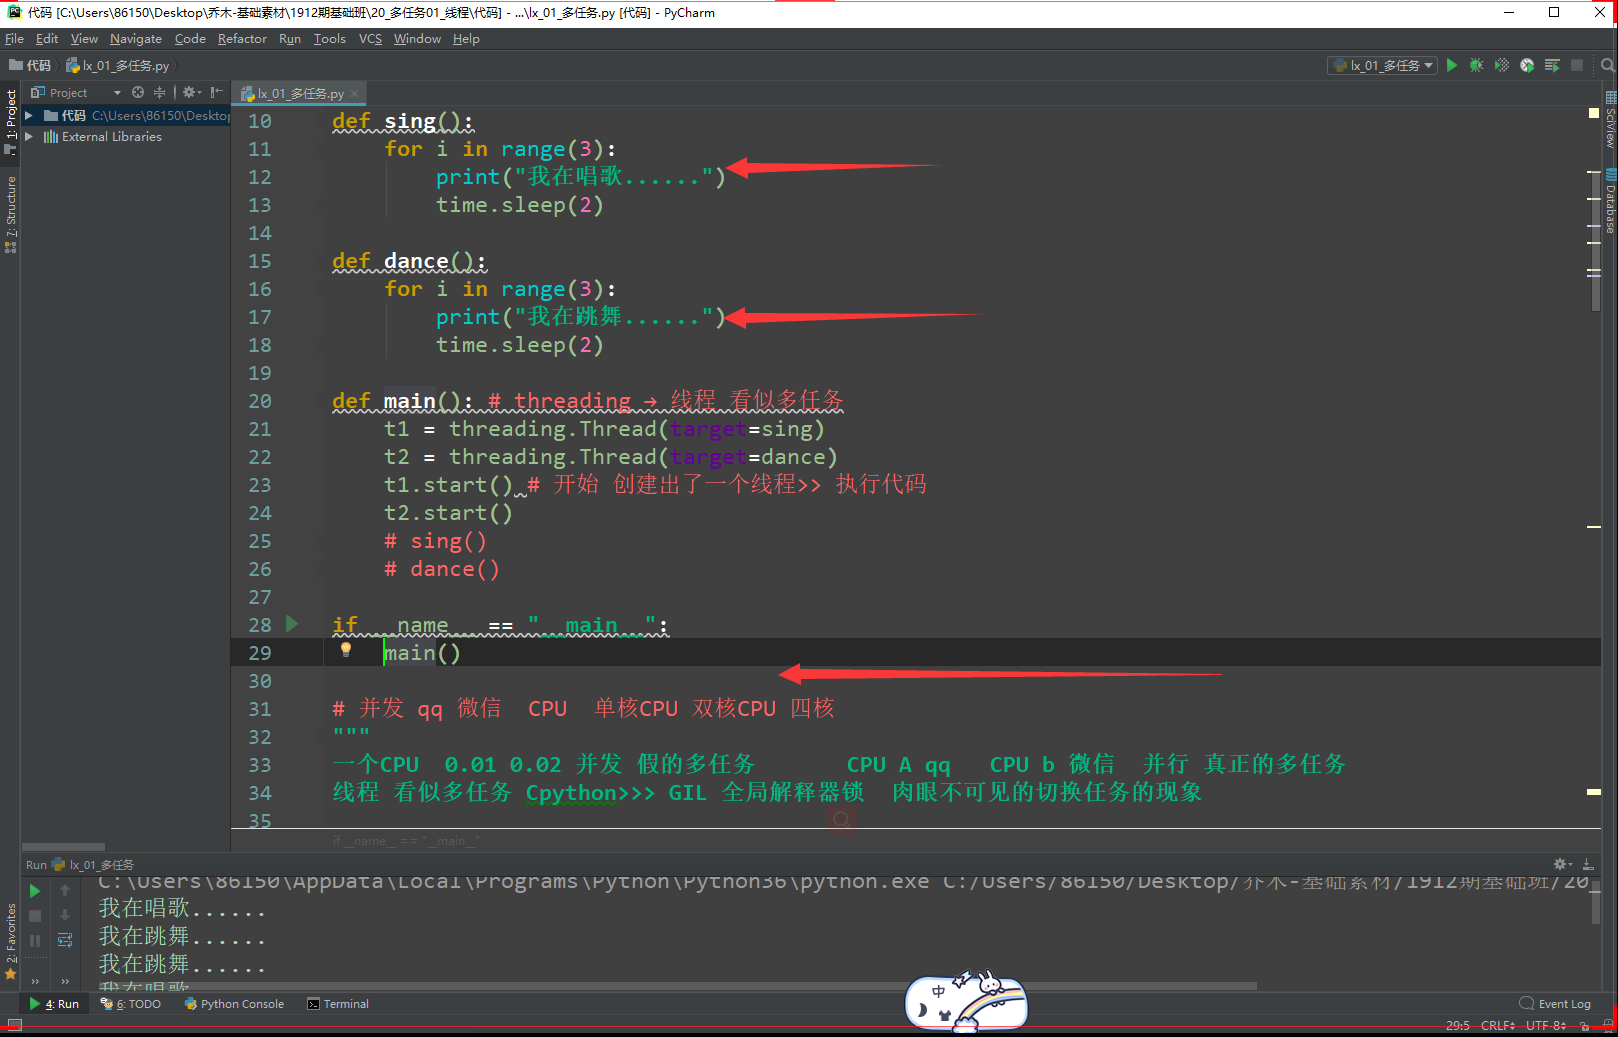 代码 [C:\Users\86150\Desktop\乔木-基础素材\1912期基础班\20_多任务01_线程\代码] - ...\lx_01_多任务.py [代码] - PyCharm
File Edit View Navigate Code Refactor Run Tools VCS Window Help
代码 lx_01_多任务.py
lx_01_多任务
Project
lx_01_多任务.py
代码 C:\Users\86150\Deskto
External Libraries
1: Project
7: Structure
2: Favorites
SciView
Database
10 def sing():
11 for i in range(3):
12 print("我在唱歌......")
13 time.sleep(2)
14
15 def dance():
16 for i in range(3):
17 print("我在跳舞......")
18 time.sleep(2)
19
20 def main(): # threading → 线程 看似多任务
21 t1 = threading.Thread(target=sing)
22 t2 = threading.Thread(target=dance)
23 t1.start() # 开始 创建出了一个线程>> 执行代码
24 t2.start()
25 # sing()
26 # dance()
27
28 if __name__ == "__main__":
29 main()
30
31 # 并发 qq 微信 CPU 单核CPU 双核CPU 四核
32 """
33 一个CPU 0.01 0.02 并发 假的多任务 CPU A qq CPU b 微信 并行 真正的多任务
34 线程 看似多任务 Cpython>>> GIL 全局解释器锁 肉眼不可见的切换任务的现象
35
if __name__ == "__main__"
Run lx_01_多任务
C:\Users\86150\AppData\Local\Programs\Python\Python36\python.exe C:/Users/86150/Desktop/乔木-基础素材/1912期基础班/20
我在唱歌......
我在跳舞......
我在跳舞......
我在唱歌
中
4: Run 6: TODO Python Console Terminal Event Log
29:5 CRLF UTF-8